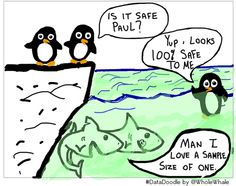 IS IT SAFE
PAUL?
YUP, LOOKS
100% SAFE
TO ME
MAN I
LOVE A SAMPLE
SIZE OF ONE.
#DataDoodle by @WholeWhale